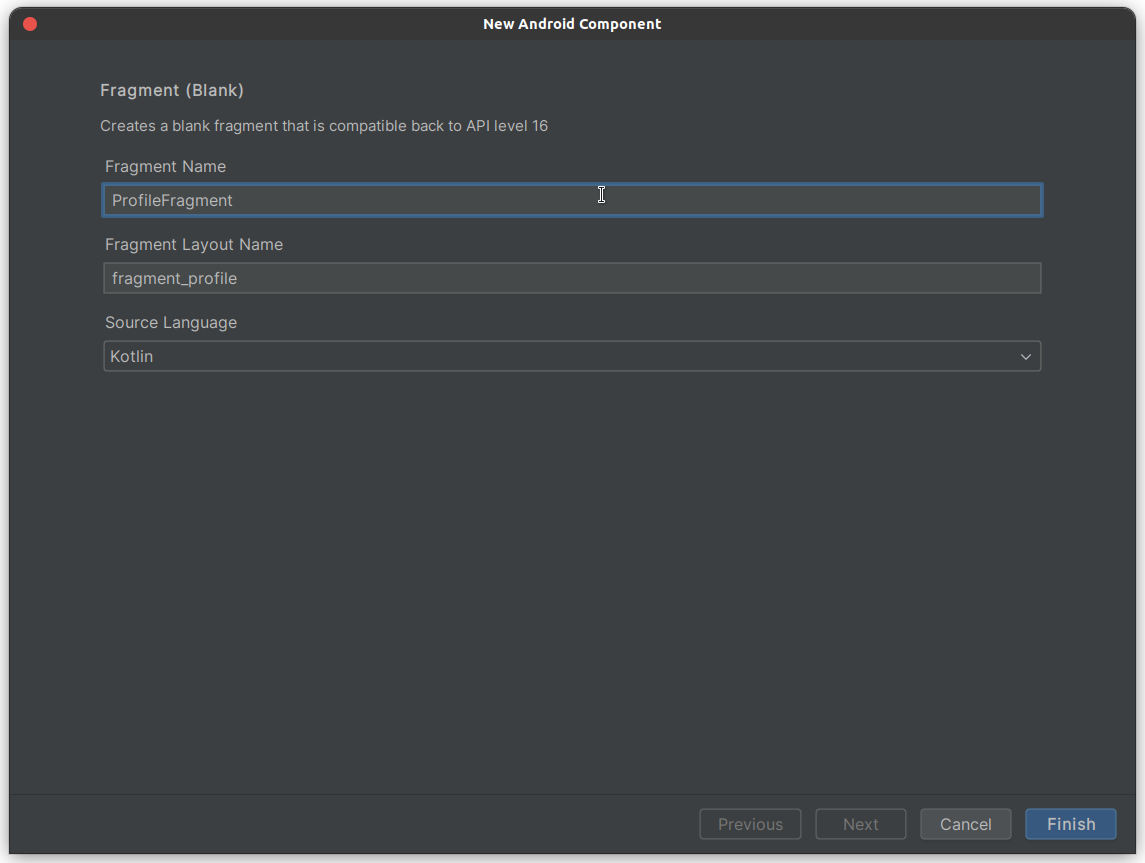 New Android Component
Fragment (Blank)
Creates a blank fragment that is compatible back to API level 16
Fragment Name
ProfileFragment
Fragment Layout Name
fragment_profile
Source Language
Kotlin
Previous Next Cancel Finish